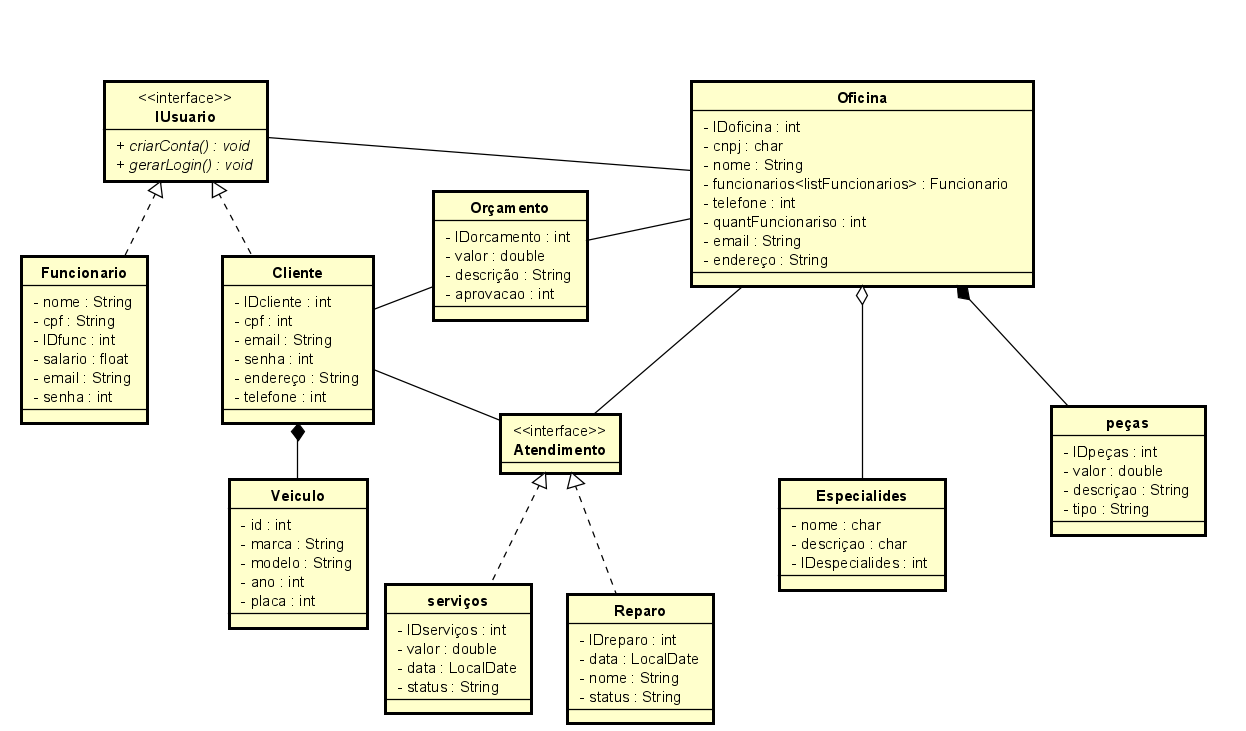 <<interface>>
IUsuario
+ criarConta() : void
+ gerarLogin() : void
Oficina
- IDoficina : int
- cnpj : char
- nome : String
- funcionarios<listFuncionarios> : Funcionario
- telefone : int
- quantFuncionariso : int
- email : String
- endereço : String
Orçamento
- IDorcamento : int
- valor : double
- descrição : String
- aprovacao : int
Funcionario
- nome : String
- cpf : String
- IDfunc : int
- salario : float
- email : String
- senha : int
Cliente
- IDcliente : int
- cpf : int
- email : String
- senha : int
- endereço : String
- telefone : int
<<interface>>
Atendimento
peças
- IDpeças : int
- valor : double
- descriçao : String
- tipo : String
Veiculo
- id : int
- marca : String
- modelo : String
- ano : int
- placa : int
Especialides
- nome : char
- descriçao : char
- IDespecialides : int
serviços
- IDserviços : int
- valor : double
- data : LocalDate
- status : String
Reparo
- IDreparo : int
- data : LocalDate
- nome : String
- status : String